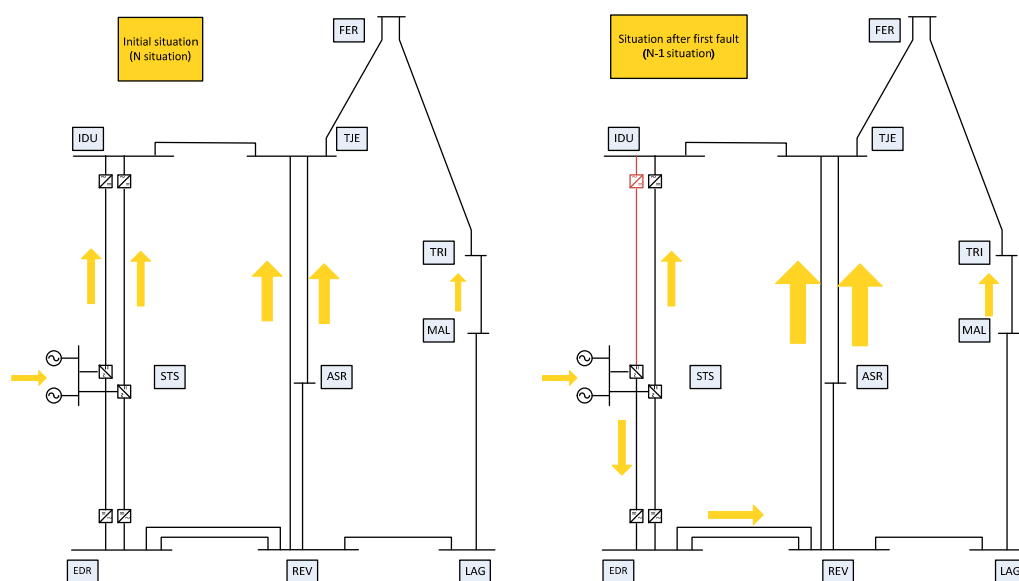 Initial situation
(N situation)
FER
IDU
TJE
TRI
MAL
STS
ASR
EDR
REV
LAG
Situation after first fault
(N-1 situation)
FER
IDU
TJE
TRI
MAL
STS
ASR
EDR
REV
LAG